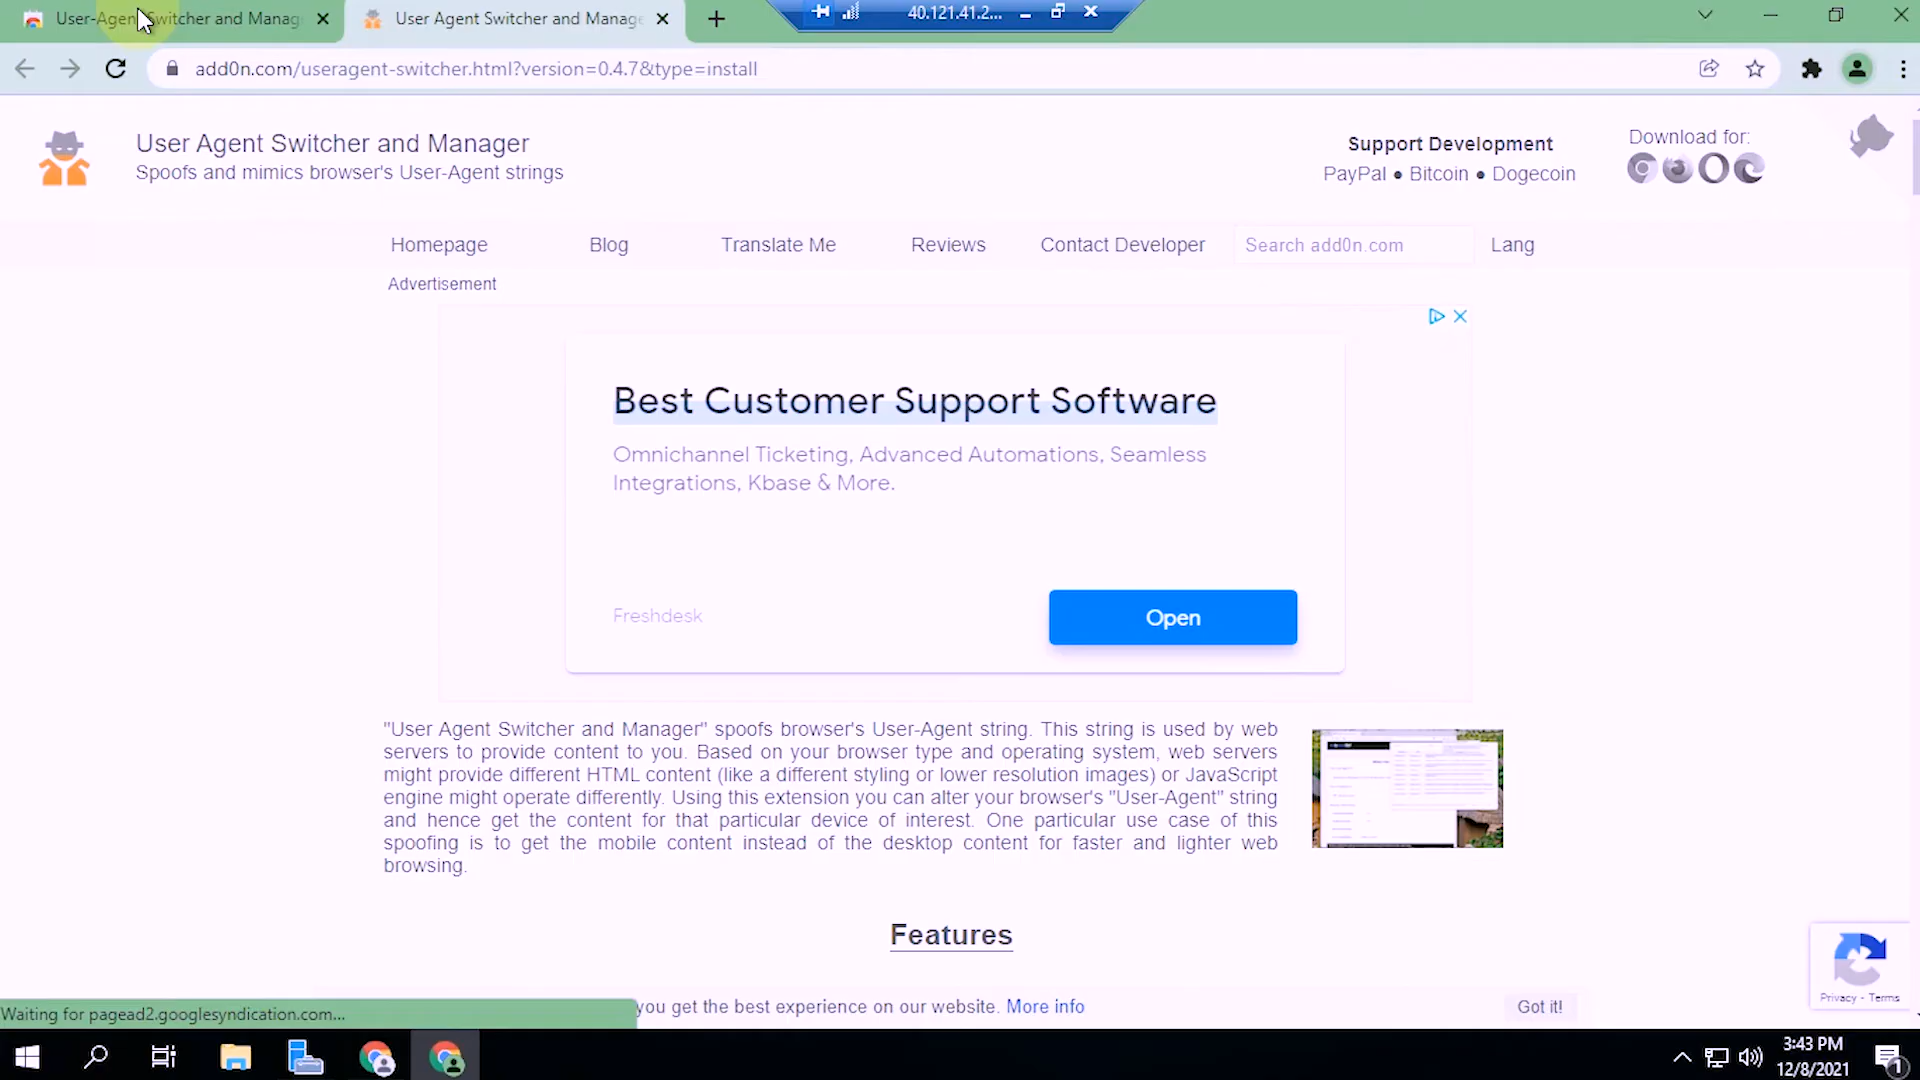 User-Agent Switcher and Manag
User Agent Switcher and Manage
40.121.41.2...
add0n.com/useragent-switcher.html?version=0.4.7&type=install
User Agent Switcher and Manager
Spoofs and mimics browser's User-Agent strings
Support Development
PayPal ● Bitcoin ● Dogecoin
Download for:
Homepage
Blog
Translate Me
Reviews
Contact Developer
Search add0n.com
Lang
Advertisement
Best Customer Support Software
Omnichannel Ticketing, Advanced Automations, Seamless
Integrations, Kbase & More.
Freshdesk
Open
"User Agent Switcher and Manager" spoofs browser's User-Agent string. This string is used by web
servers to provide content to you. Based on your browser type and operating system, web servers
might provide different HTML content (like a different styling or lower resolution images) or JavaScript
engine might operate differently. Using this extension you can alter your browser's "User-Agent" string
and hence get the content for that particular device of interest. One particular use case of this
spoofing is to get the mobile content instead of the desktop content for faster and lighter web
browsing.
Features
you get the best experience on our website. More info
Got it!
Privacy - Terms
Waiting for pagead2.googlesyndication.com...
3:43 PM
12/8/2021
1